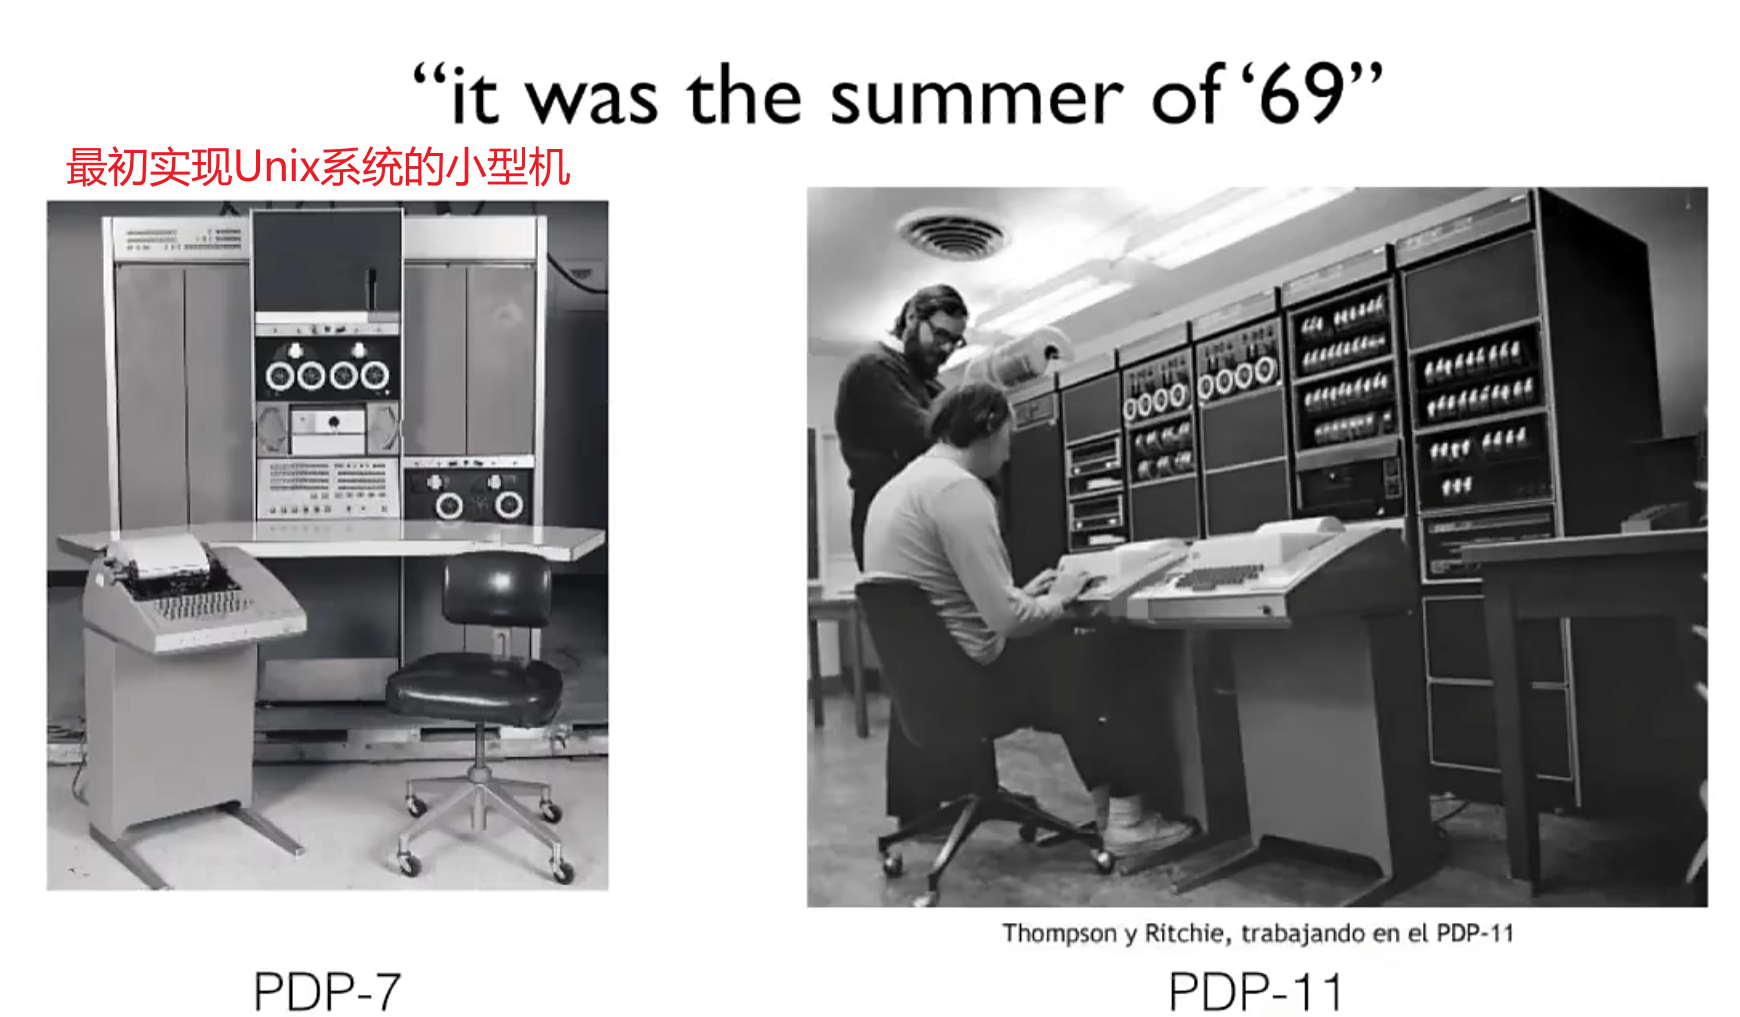 “it was the summer of ‘69”
最初实现Unix系统的小型机
Thompson y Ritchie, trabajando en el PDP-11
PDP-7
PDP-11